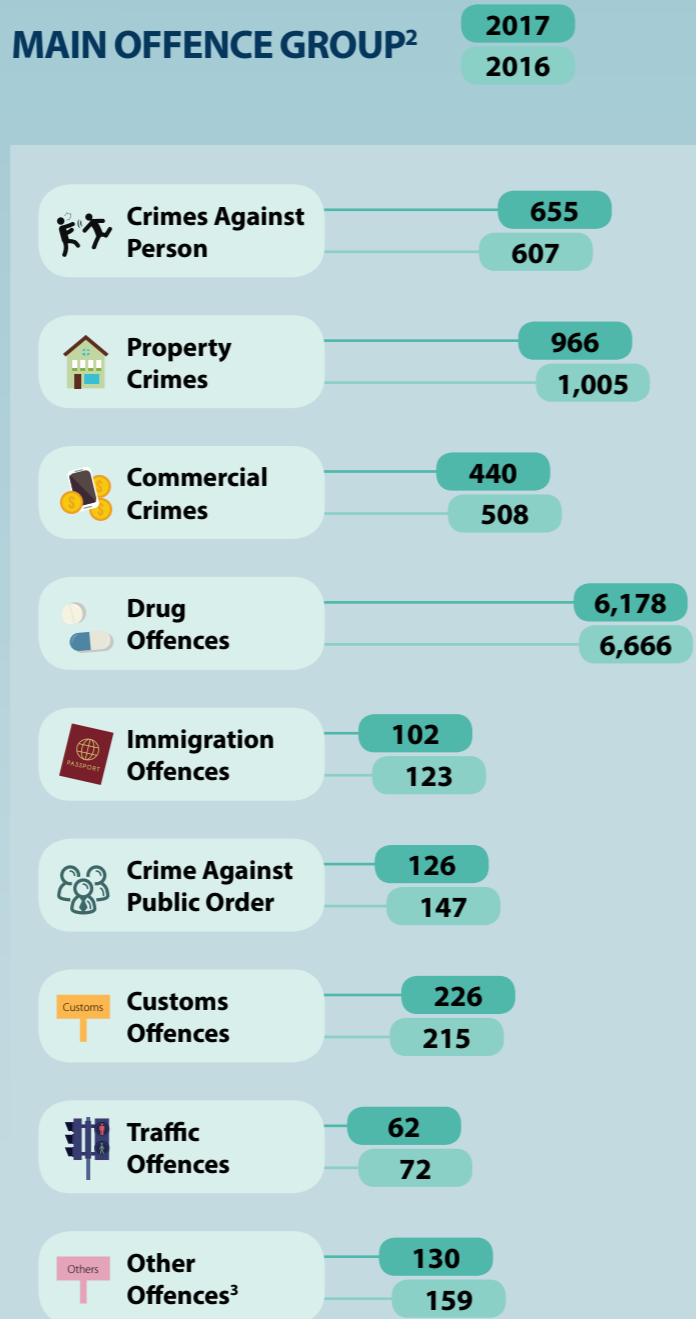 MAIN OFFENCE GROUP²
2017
2016
Crimes Against
Person
655
607
Property
Crimes
966
1,005
Commercial
Crimes
440
508
Drug
Offences
6,178
6,666
PASSPORT
Immigration
Offences
102
123
Crime Against
Public Order
126
147
Customs
Customs
Offences
226
215
Traffic
Offences
62
72
Others
Other
Offences³
130
159